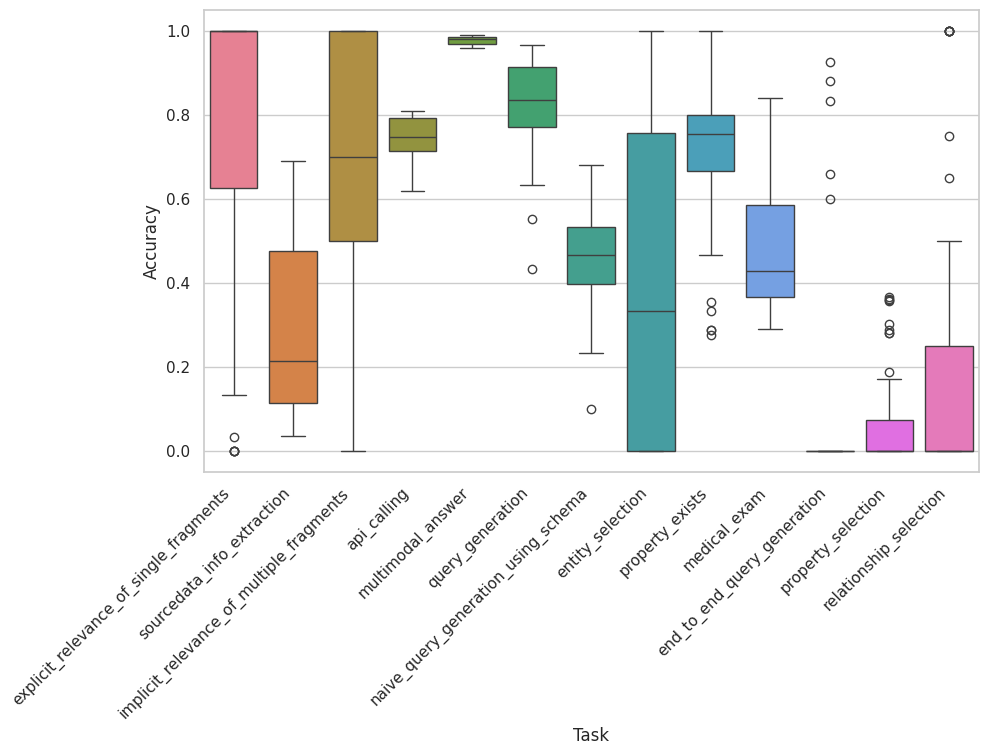 1.0
0.8
0.6
0.4
0.2
0.0
Accuracy
explicit_relevance_of_single_fragments
sourcedata_info_extraction
implicit_relevance_of_multiple_fragments
api_calling
multimodal_answer
query_generation
naive_query_generation_using_schema
entity_selection
property_exists
medical_exam
end_to_end_query_generation
property_selection
relationship_selection
Task